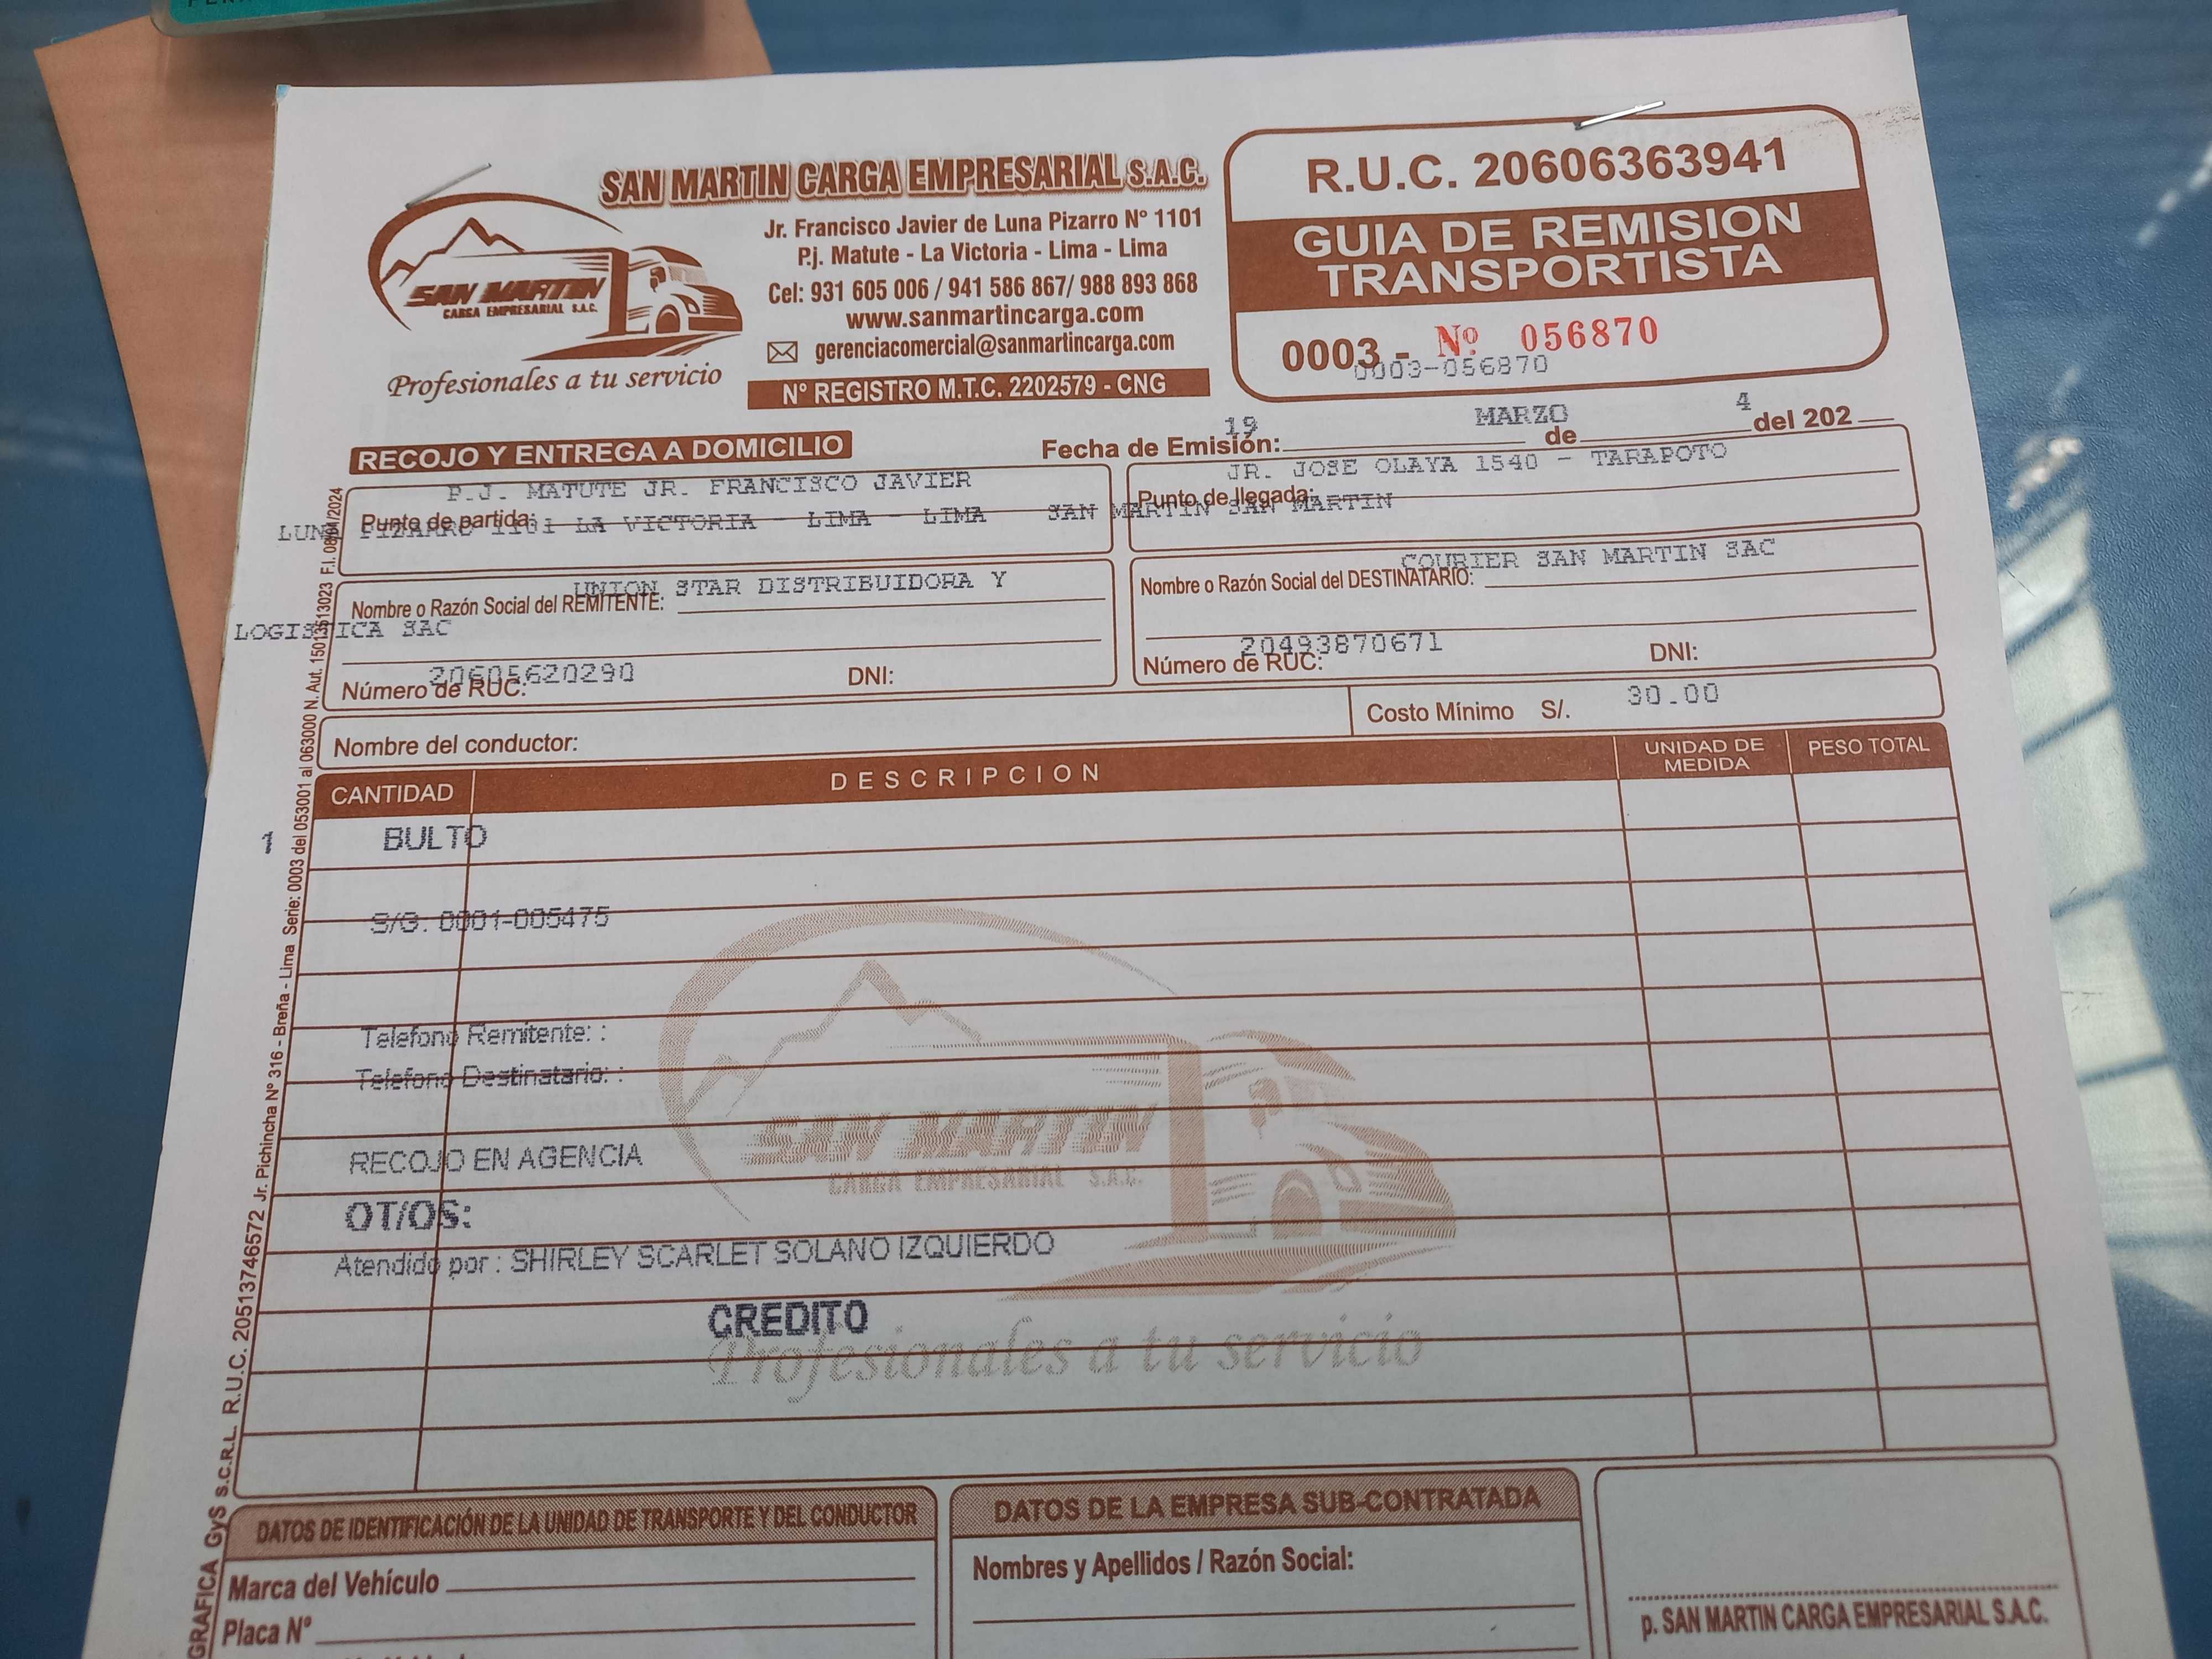 SAN MARTIN CARGA EMPRESARIAL S.A.C.
Jr. Francisco Javier de Luna Pizarro N° 1101
P.j. Matute - La Victoria - Lima - Lima
Cel: 931 605 006 / 941 586 867/ 988 893 868
www.sanmartincarga.com
gerenciacomercial@sanmartincarga.com
N° REGISTRO M.T.C. 2202579 - CNG
SAN MARTIN
CARGA EMPRESARIAL S.A.C.
Profesionales a tu servicio
R.U.C. 20606363941
GUIA DE REMISION
TRANSPORTISTA
0003 - Nº 056870
0003-056870
RECOJO Y ENTREGA A DOMICILIO
Fecha de Emisión: 19 de MARZO del 202 4
P.J. MATUTE JR. FRANCISCO JAVIER
Punto de partida:
LUNA PIZARRO 1101 LA VICTORIA - LIMA - LIMA
JR. JOSE OLAYA 1540 - TARAPOTO
Punto de llegada:
SAN MARTIN SAN MARTIN
UNION STAR DISTRIBUIDORA Y
Nombre o Razón Social del REMITENTE:
LOGISTICA SAC
20605620290
Número de RUC: DNI:
COURIER SAN MARTIN SAC
Nombre o Razón Social del DESTINATARIO:
20493870671
Número de RUC: DNI:
Nombre del conductor:
Costo Mínimo S/. 30.00
CANTIDAD DESCRIPCION UNIDAD DE MEDIDA PESO TOTAL
1 BULTO
S/G: 0001-005475
Telefono Remitente: :
Telefono Destinatario: :
RECOJO EN AGENCIA
OT/OS:
Atendido por : SHIRLEY SCARLET SOLANO IZQUIERDO
CREDITO
SAN MARTIN
CARGA EMPRESARIAL S.A.C.
Profesionales a tu servicio
DATOS DE IDENTIFICACIÓN DE LA UNIDAD DE TRANSPORTE Y DEL CONDUCTOR
Marca del Vehículo
Placa N°
DATOS DE LA EMPRESA SUB-CONTRATADA
Nombres y Apellidos / Razón Social:
p. SAN MARTIN CARGA EMPRESARIAL S.A.C.
GRAFICA GyS S.C.R.L. R.U.C. 20513746572 Jr. Pichincha N° 316 - Breña - Lima Serie: 0003 del 053001 al 063000 N. Aut. F.I.